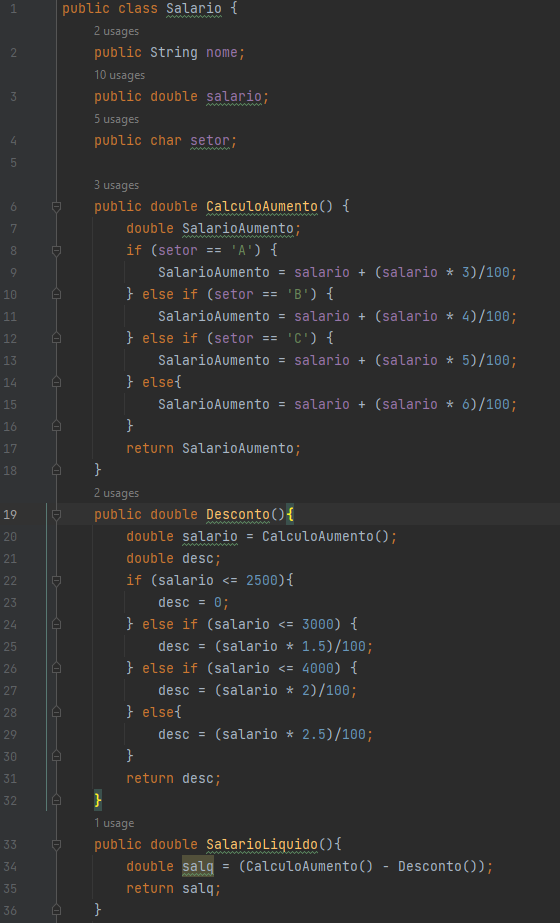 1 public class Salario {
2 usages
2 public String nome;
10 usages
3 public double salario;
5 usages
4 public char setor;
5
3 usages
6 public double CalculoAumento() {
7 double SalarioAumento;
8 if (setor == 'A') {
9 SalarioAumento = salario + (salario * 3)/100;
10 } else if (setor == 'B') {
11 SalarioAumento = salario + (salario * 4)/100;
12 } else if (setor == 'C') {
13 SalarioAumento = salario + (salario * 5)/100;
14 } else{
15 SalarioAumento = salario + (salario * 6)/100;
16 }
17 return SalarioAumento;
18 }
2 usages
19 public double Desconto(){
20 double salario = CalculoAumento();
21 double desc;
22 if (salario <= 2500){
23 desc = 0;
24 } else if (salario <= 3000) {
25 desc = (salario * 1.5)/100;
26 } else if (salario <= 4000) {
27 desc = (salario * 2)/100;
28 } else{
29 desc = (salario * 2.5)/100;
30 }
31 return desc;
32 }
1 usage
33 public double SalarioLiquido(){
34 double salq = (CalculoAumento() - Desconto());
35 return salq;
36 }